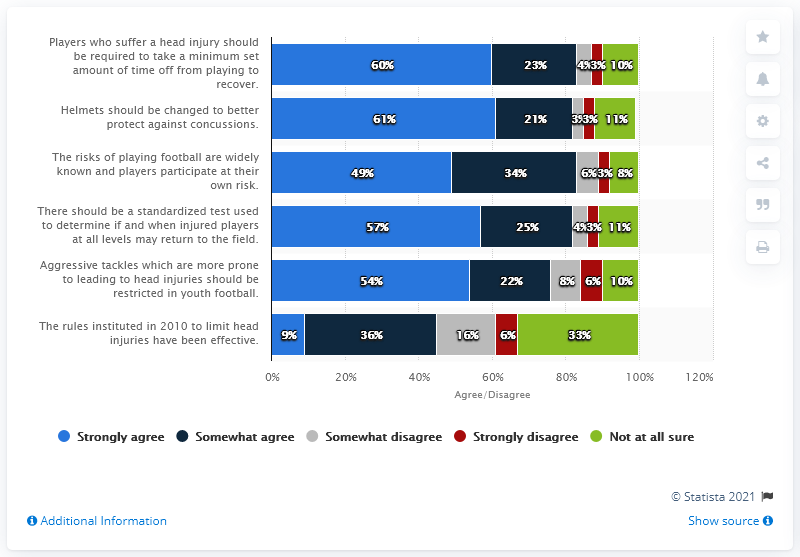 Players who suffer a head injury should
be required to take a minimum set
amount of time off from playing to
recover.
60% 23% 4% 3% 10%
Helmets should be changed to better
protect against concussions.
61% 21% 3% 3% 11%
The risks of playing football are widely
known and players participate at their
own risk.
49% 34% 6% 3% 8%
There should be a standardized test used
to determine if and when injured players
at all levels may return to the field.
57% 25% 4% 3% 11%
Aggressive tackles which are more prone
to leading to head injuries should be
restricted in youth football.
54% 22% 8% 6% 10%
The rules instituted in 2010 to limit head
injuries have been effective.
9% 36% 16% 6% 33%
0% 20% 40% 60% 80% 100% 120%
Agree/Disagree
Strongly agree Somewhat agree Somewhat disagree Strongly disagree Not at all sure
© Statista 2021
Additional Information Show source